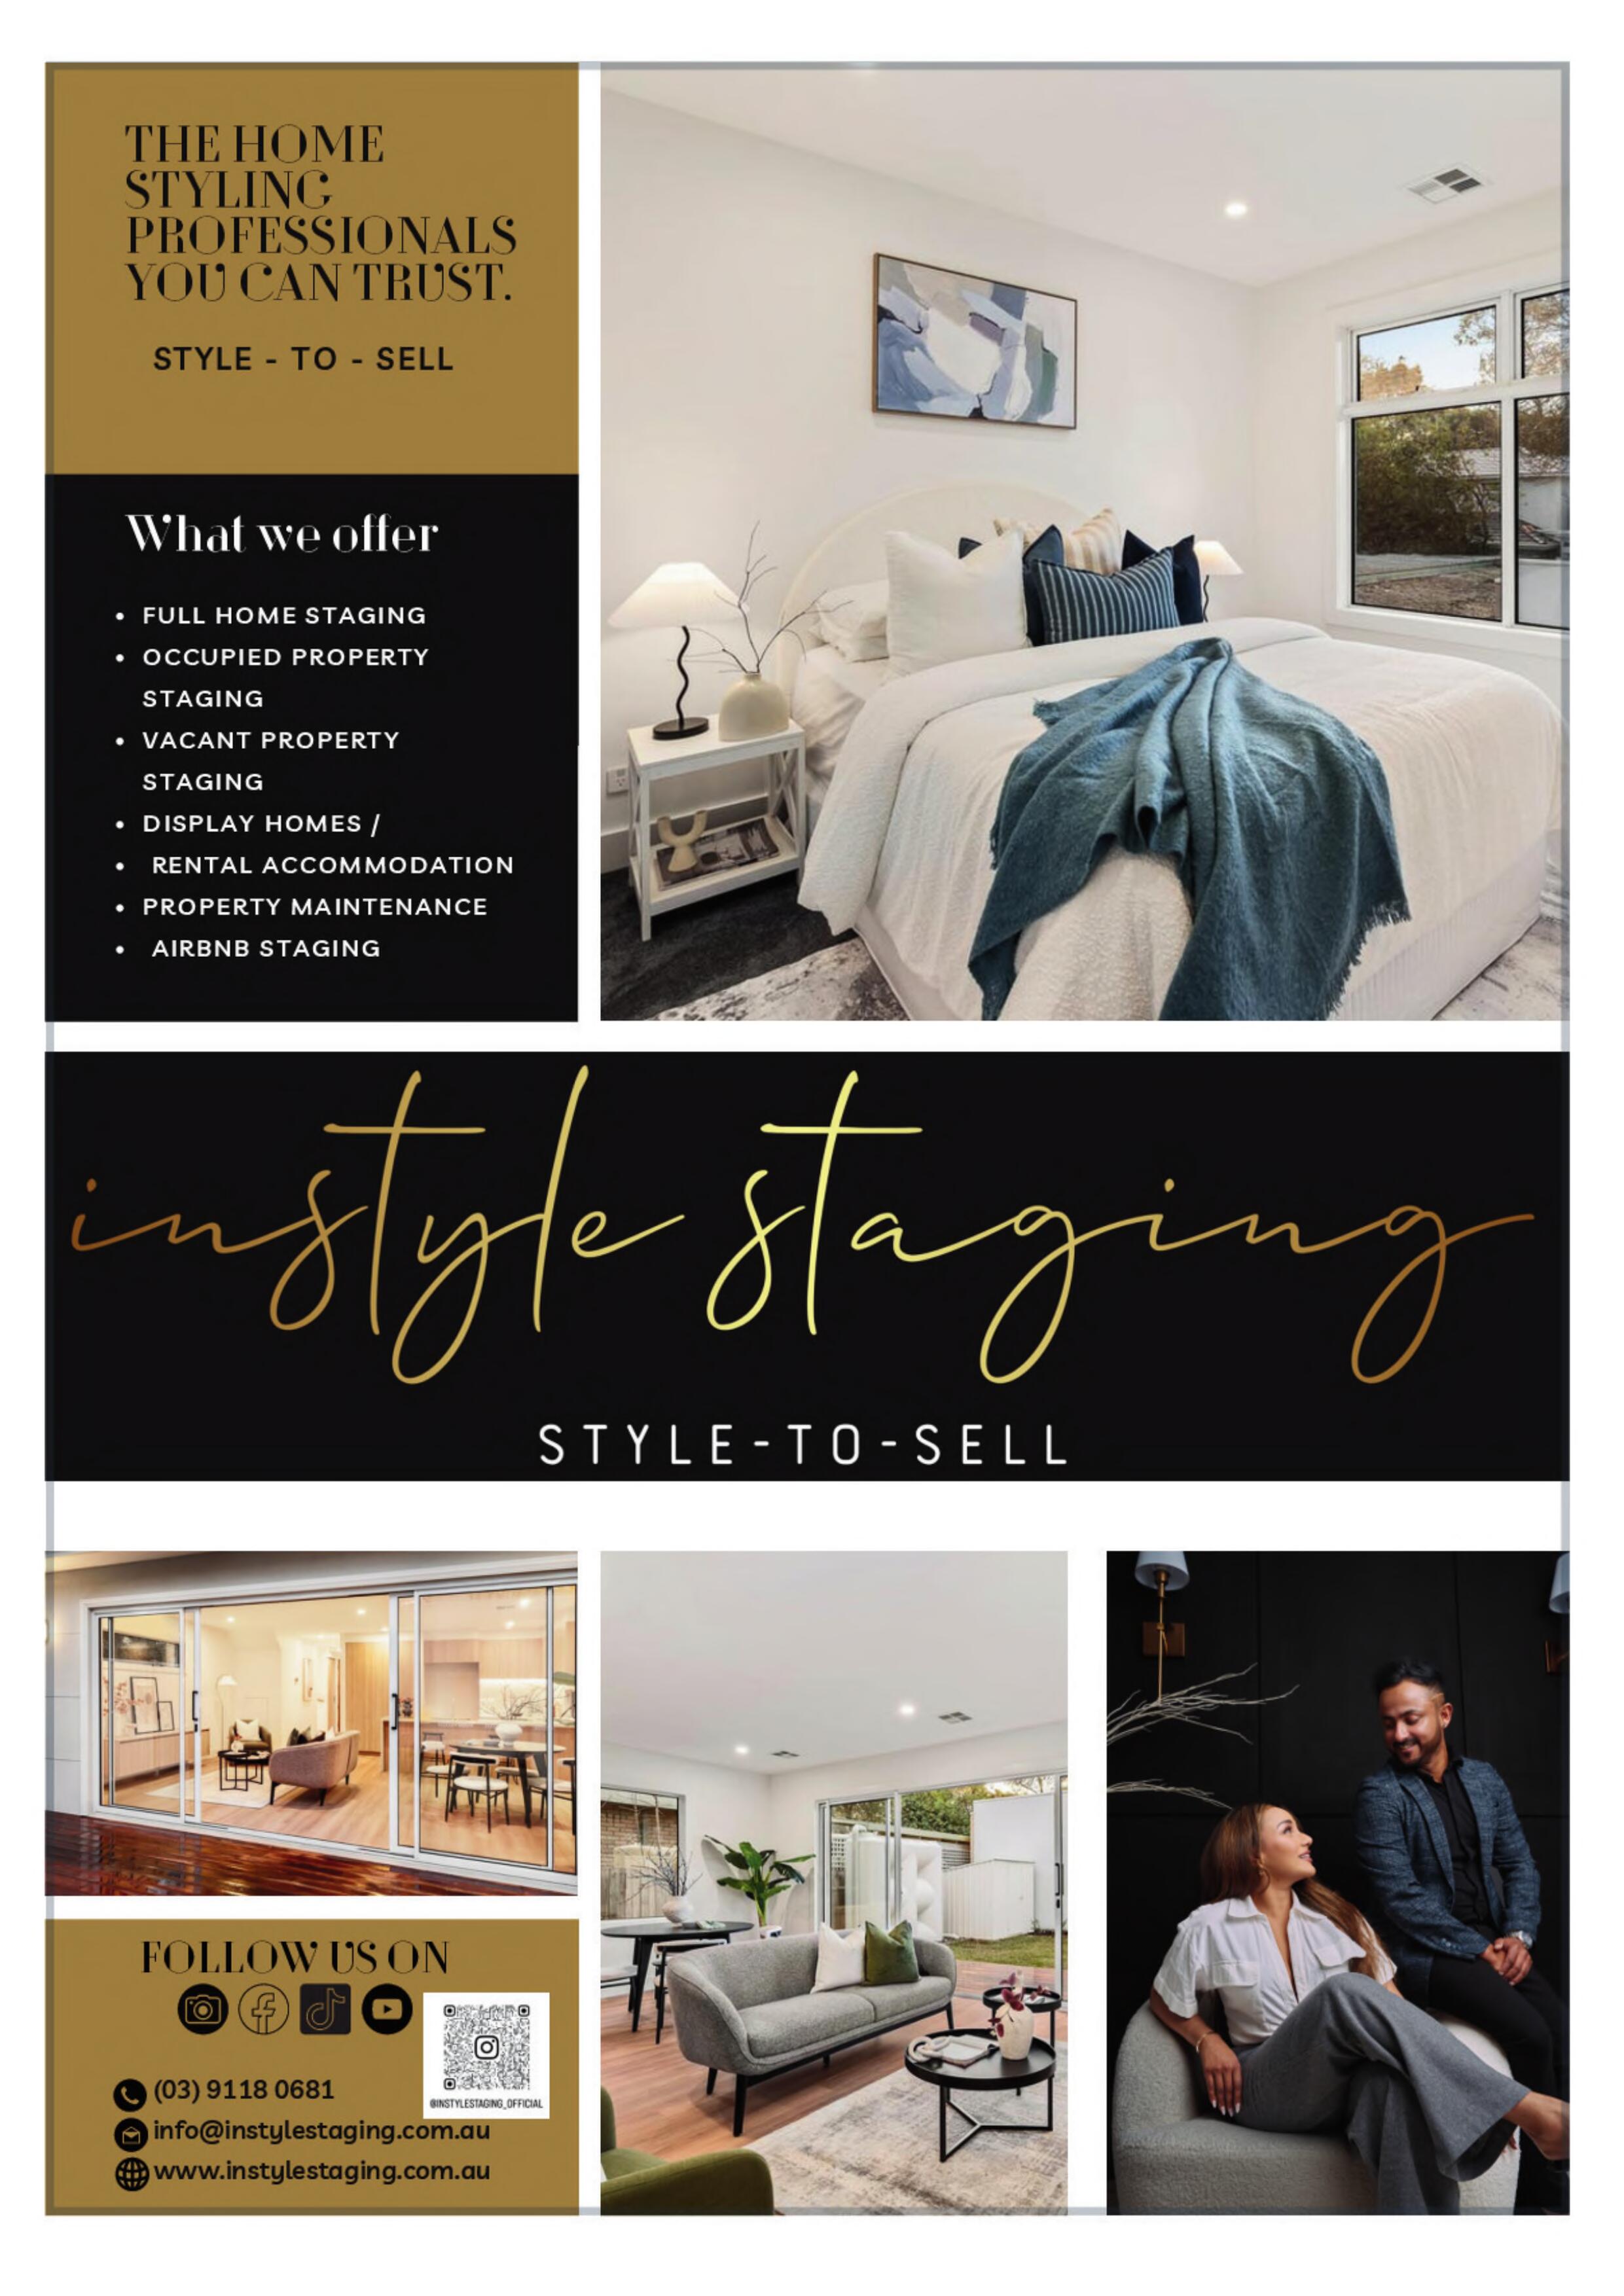 THE HOME
STYLING
PROFESSIONALS
YOU CAN TRUST.
STYLE - TO - SELL
What we offer
• FULL HOME STAGING
• OCCUPIED PROPERTY
STAGING
• VACANT PROPERTY
STAGING
• DISPLAY HOMES /
• RENTAL ACCOMMODATION
• PROPERTY MAINTENANCE
• AIRBNB STAGING
instyle staging
STYLE-TO-SELL
FOLLOW US ON
@INSTYLESTAGING_OFFICIAL
(03) 9118 0681
info@instylestaging.com.au
www.instylestaging.com.au